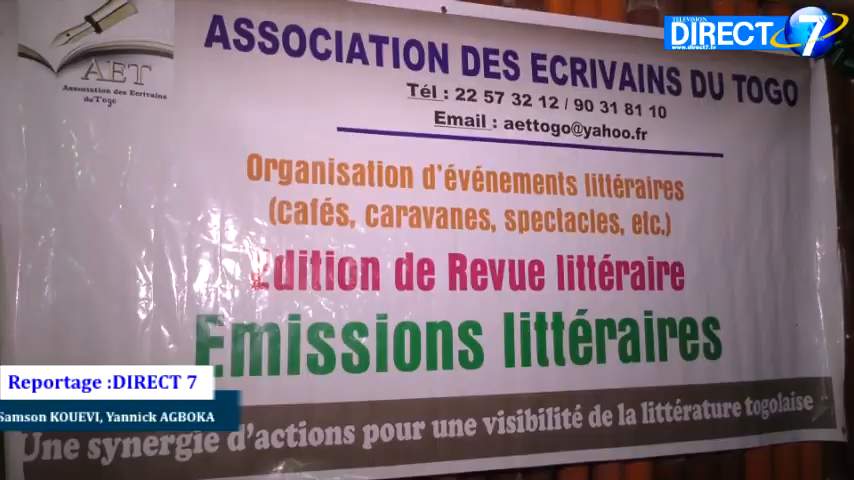 TELEVISION
DIRECT 7
www.direct7.tv
AET
Association des Ecrivains
du Togo
ASSOCIATION DES ECRIVAINS DU TOGO
Tél : 22 57 32 12 / 90 31 81 10
Email : aettogo@yahoo.fr
Organisation d'événements littéraires
(cafés, caravanes, spectacles, etc.)
Edition de Revue littéraire
Emissions littéraires
Reportage :DIRECT 7
Samson KOUEVI, Yannick AGBOKA
Une synergie d'actions pour une visibilité de la littérature togolaise